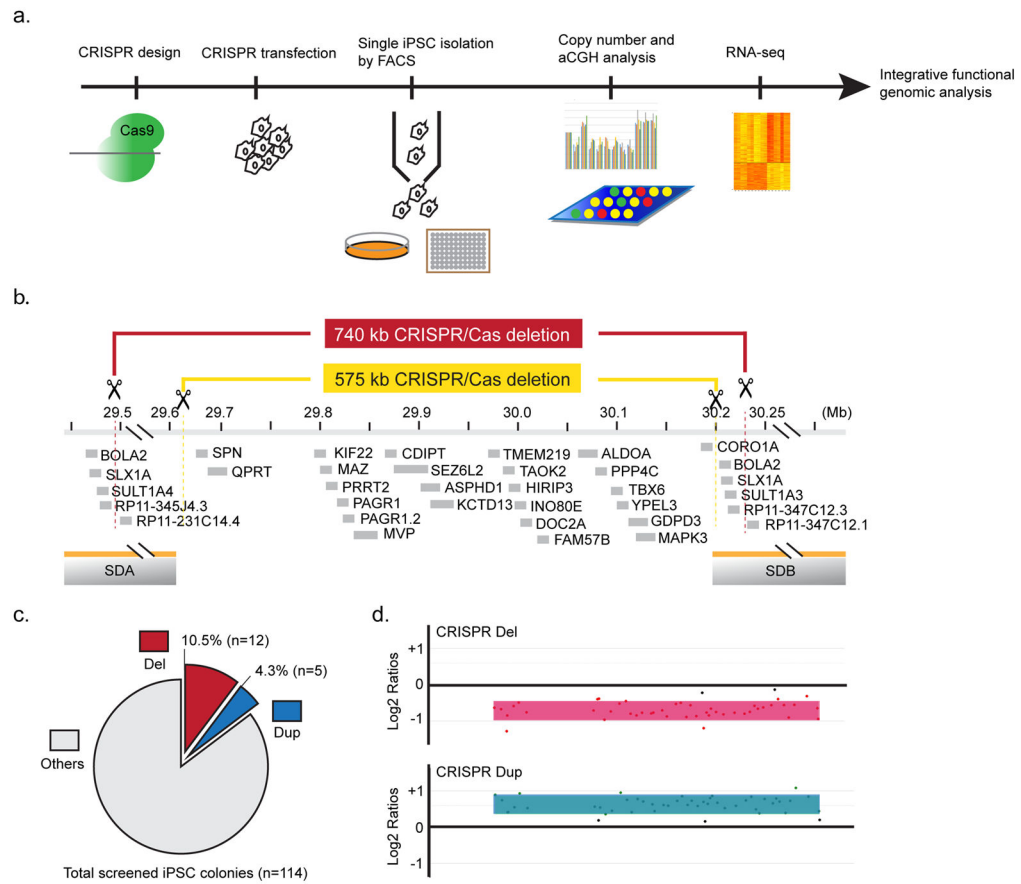 a.
CRISPR design
CRISPR transfection
Single iPSC isolation
by FACS
Copy number and
aCGH analysis
RNA-seq
Integrative functional
genomic analysis
Cas9
b.
740 kb CRISPR/Cas deletion
575 kb CRISPR/Cas deletion
29.5 29.6 29.7 29.8 29.9 30.0 30.1 30.2 30.25 (Mb)
BOLA2
SLX1A
SULT1A4
RP11-345J4.3
RP11-231C14.4
SPN
QPRT
KIF22
MAZ
PRRT2
PAGR1
PAGR1.2
MVP
CDIPT
SEZ6L2
ASPHD1
KCTD13
TMEM219
TAOK2
HIRIP3
INO80E
DOC2A
FAM57B
ALDOA
PPP4C
TBX6
YPEL3
GDPD3
MAPK3
CORO1A
BOLA2
SLX1A
SULT1A3
RP11-347C12.3
RP11-347C12.1
SDA
SDB
c.
Del
10.5% (n=12)
4.3% (n=5)
Dup
Others
Total screened iPSC colonies (n=114)
d.
CRISPR Del
Log2 Ratios
+1
0
-1
CRISPR Dup
Log2 Ratios
+1
0
-1